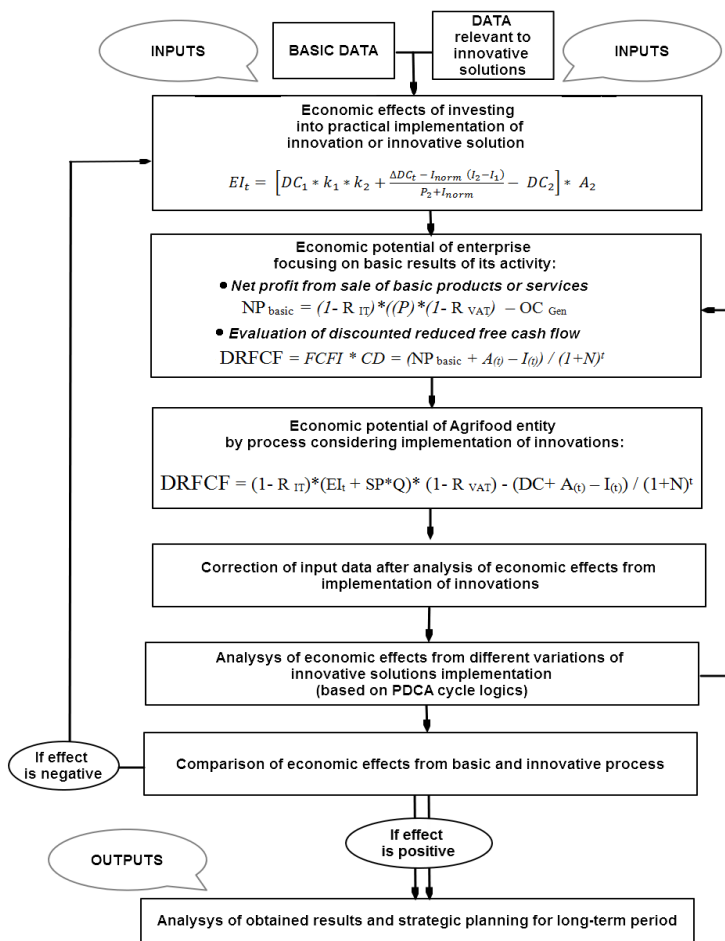 INPUTS
BASIC DATA
DATA
relevant to
innovative
solutions
INPUTS
Economic effects of investing
into practical implementation of
innovation or innovative solution
EI_t = [DC_1 * k_1 * k_2 + (ΔDC_t − I_norm (I_2−I_1))/(P_2+I_norm) − DC_2] * A_2
Economic potential of enterprise
focusing on basic results of its activity:
● Net profit from sale of basic products or services
NP basic = (1- R IT)*((P)*(1- R VAT) – OC Gen
● Evaluation of discounted reduced free cash flow
DRFCF = FCFI * CD = (NP basic + A(t) – I(t)) / (1+N)^t
Economic potential of Agrifood entity
by process considering implementation of innovations:
DRFCF = (1- R IT)*(EI_t + SP*Q)* (1- R VAT) - (DC+ A(t) – I(t)) / (1+N)^t
Correction of input data after analysis of economic effects from
implementation of innovations
Analysys of economic effects from different variations of
innovative solutions implementation
(based on PDCA cycle logics)
If effect
is negative
Comparison of economic effects from basic and innovative process
If effect
is positive
OUTPUTS
Analysys of obtained results and strategic planning for long-term period